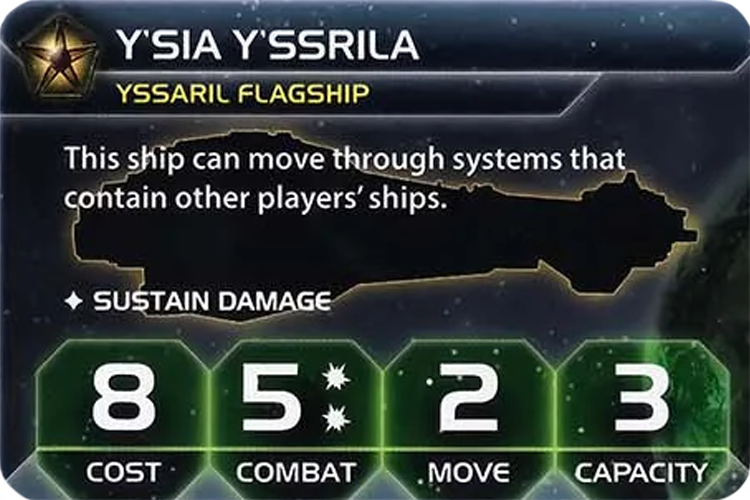 Y'SIA Y'SSRILA
YSSARIL FLAGSHIP
This ship can move through systems that
contain other players' ships.
SUSTAIN DAMAGE
8 5 2 3
COST COMBAT MOVE CAPACITY